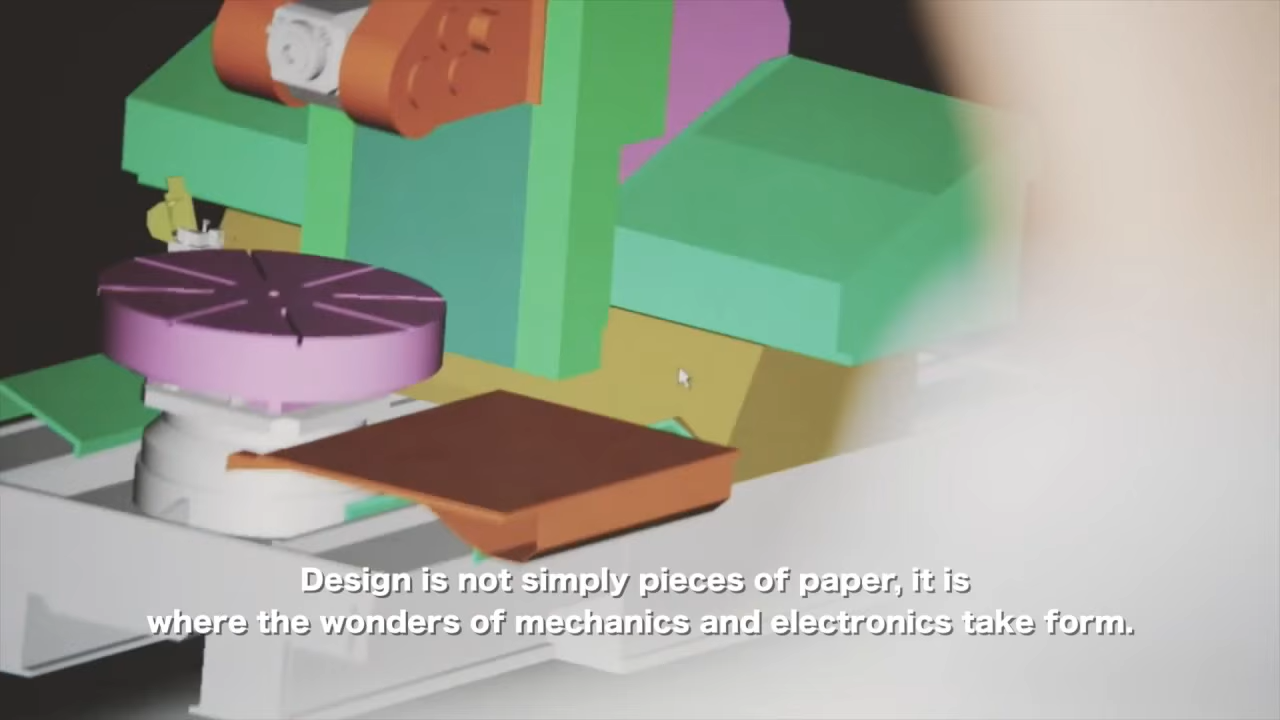 Design is not simply pieces of paper, it is
where the wonders of mechanics and electronics take form.